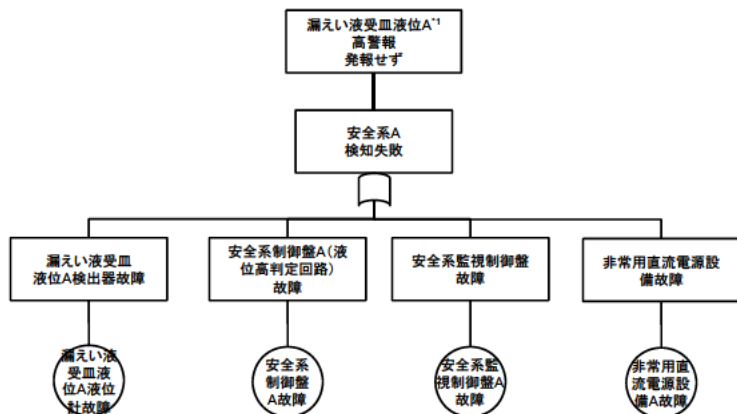 漏えい液受皿液位A*1
高警報
発報せず
安全系A
検知失敗
漏えい液受皿
液位A検出器故障
安全系制御盤A(液
位高判定回路)
故障
安全系監視制御盤
故障
非常用直流電源設
備故障
漏えい液
受皿液
位A液位
計故障
安全系
制御盤
A故障
安全系監
視制御盤A
故障
非常用直
流電源設
備A故障